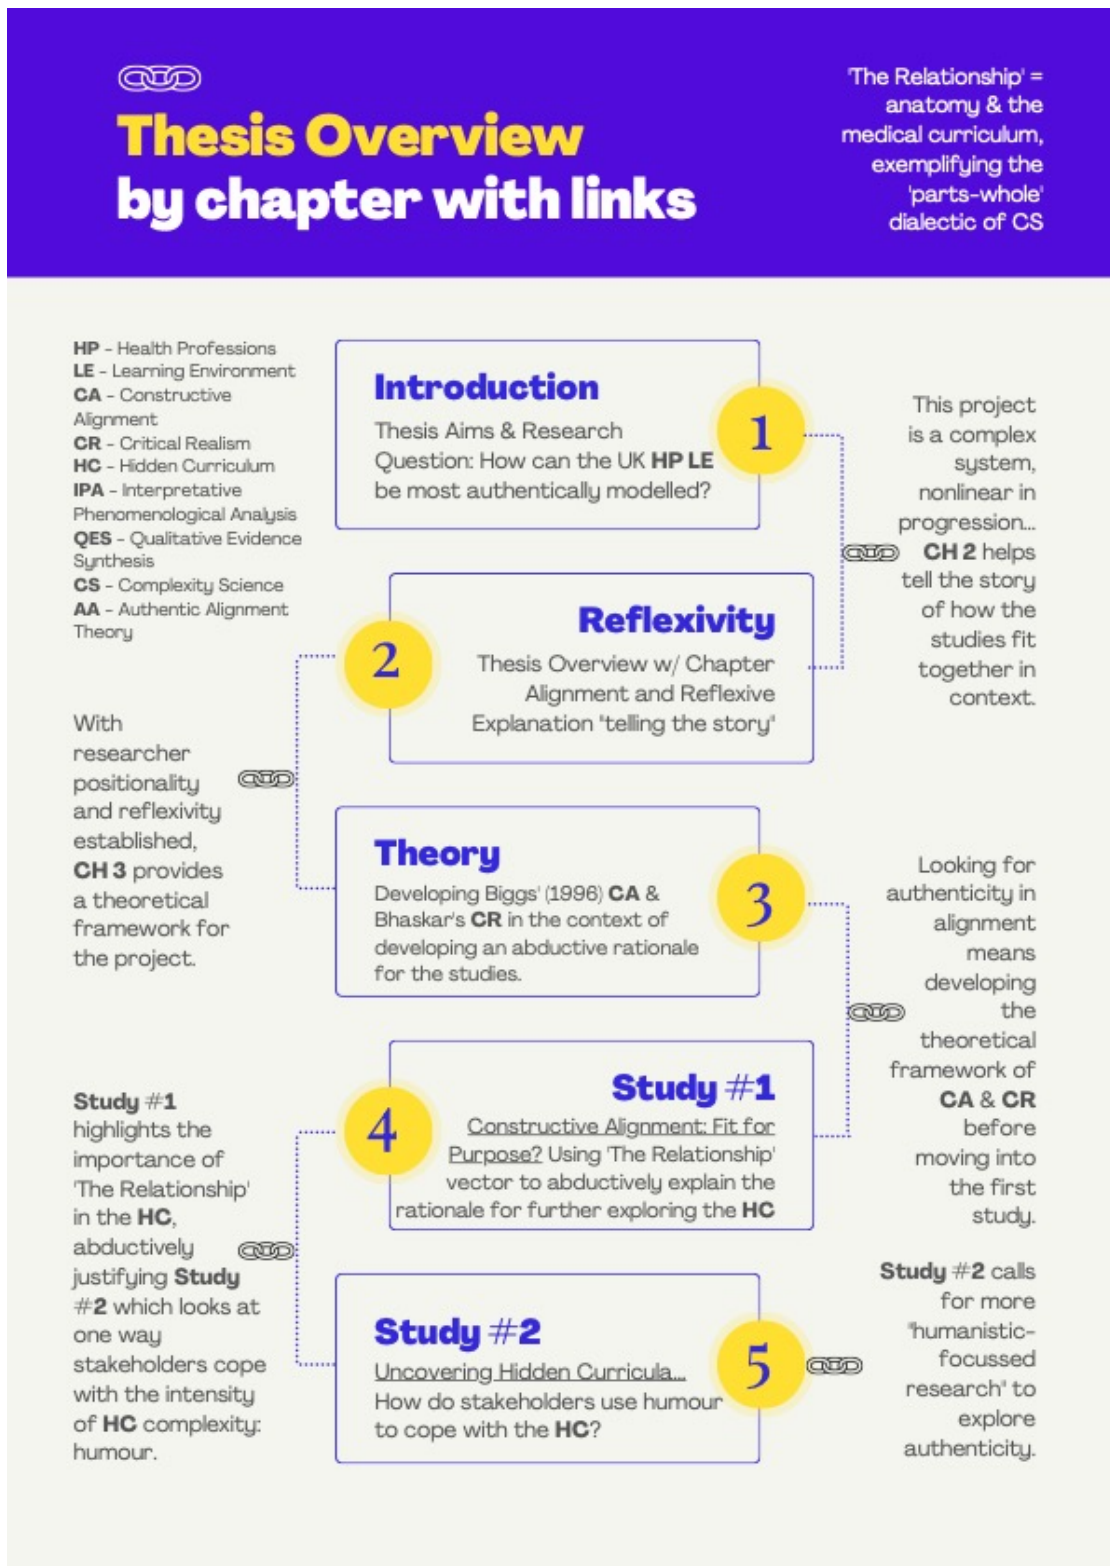 Thesis Overview
by chapter with links
'The Relationship' =
anatomy & the
medical curriculum,
exemplifying the
'parts-whole'
dialectic of CS
HP - Health Professions
LE - Learning Environment
CA - Constructive
Alignment
CR - Critical Realism
HC - Hidden Curriculum
IPA - Interpretative
Phenomenological Analysis
QES - Qualitative Evidence
Synthesis
CS - Complexity Science
AA - Authentic Alignment
Theory
Introduction
Thesis Aims & Research
Question: How can the UK HP LE
be most authentically modelled?
1
This project
is a complex
system,
nonlinear in
progression...
CH 2 helps
tell the story
of how the
studies fit
together in
context.
Reflexivity
2
Thesis Overview w/ Chapter
Alignment and Reflexive
Explanation "telling the story"
With
researcher
positionality
and reflexivity
established,
CH 3 provides
a theoretical
framework for
the project.
Theory
Developing Biggs' (1996) CA &
Bhaskar's CR in the context of
developing an abductive rationale
for the studies.
3
Looking for
authenticity in
alignment
means
developing
the
theoretical
framework of
CA & CR
before
moving into
the first
study.
Study #1
4
Constructive Alignment: Fit for
Purpose? Using 'The Relationship'
vector to abductively explain the
rationale for further exploring the HC
Study #1
highlights the
importance of
'The Relationship'
in the HC,
abductively
justifying Study
#2 which looks at
one way
stakeholders cope
with the intensity
of HC complexity:
humour.
Study #2
Uncovering Hidden Curricula...
How do stakeholders use humour
to cope with the HC?
5
Study #2 calls
for more
"humanistic-
focussed
research" to
explore
authenticity.